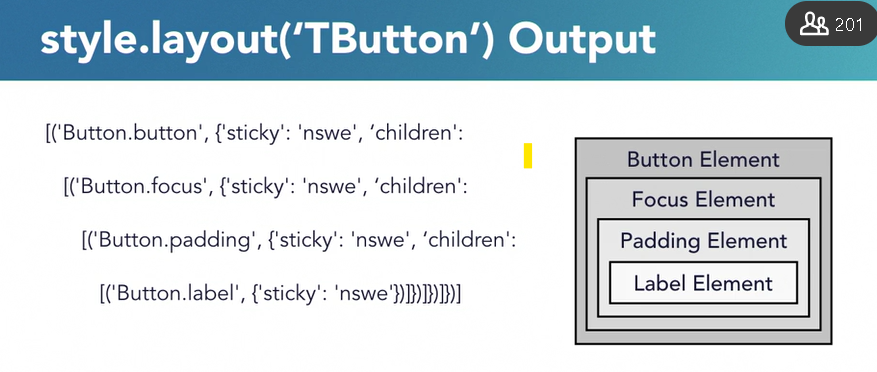 style.layout(‘TButton’) Output
201
[('Button.button', {'sticky': 'nswe', ‘children':
[('Button.focus', {'sticky': 'nswe', ‘children':
[('Button.padding', {'sticky': 'nswe', ‘children':
[('Button.label', {'sticky': 'nswe'})]})]})]})]
Button Element
Focus Element
Padding Element
Label Element